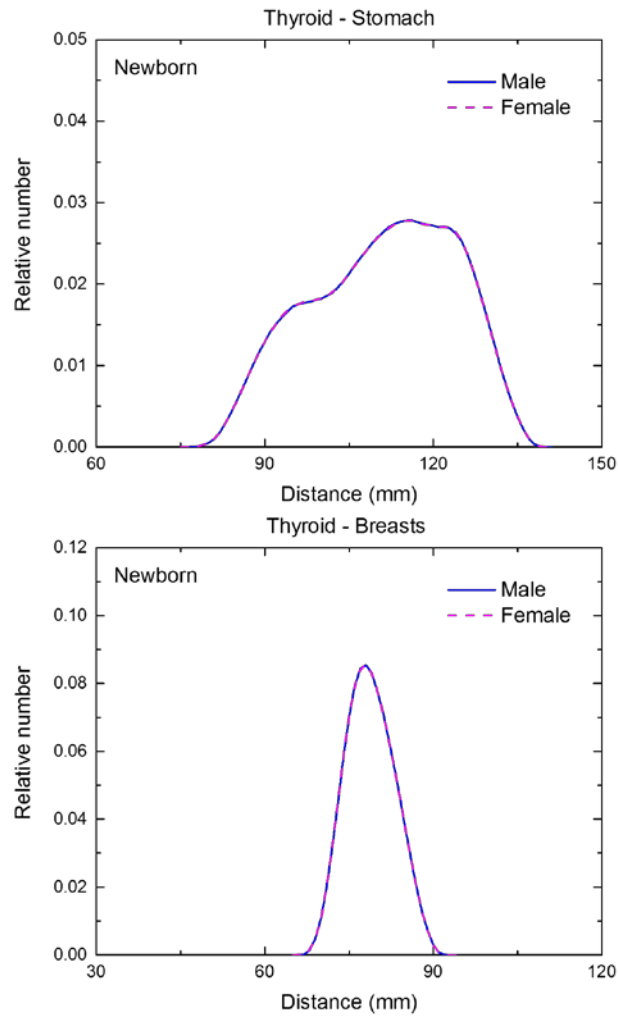 Thyroid - Stomach
0.05
Newborn
Male
Female
0.04
0.03
0.02
0.01
0.00
Relative number
60 90 120 150
Distance (mm)
Thyroid - Breasts
0.12
Newborn
Male
Female
0.10
0.08
0.06
0.04
0.02
0.00
Relative number
30 60 90 120
Distance (mm)